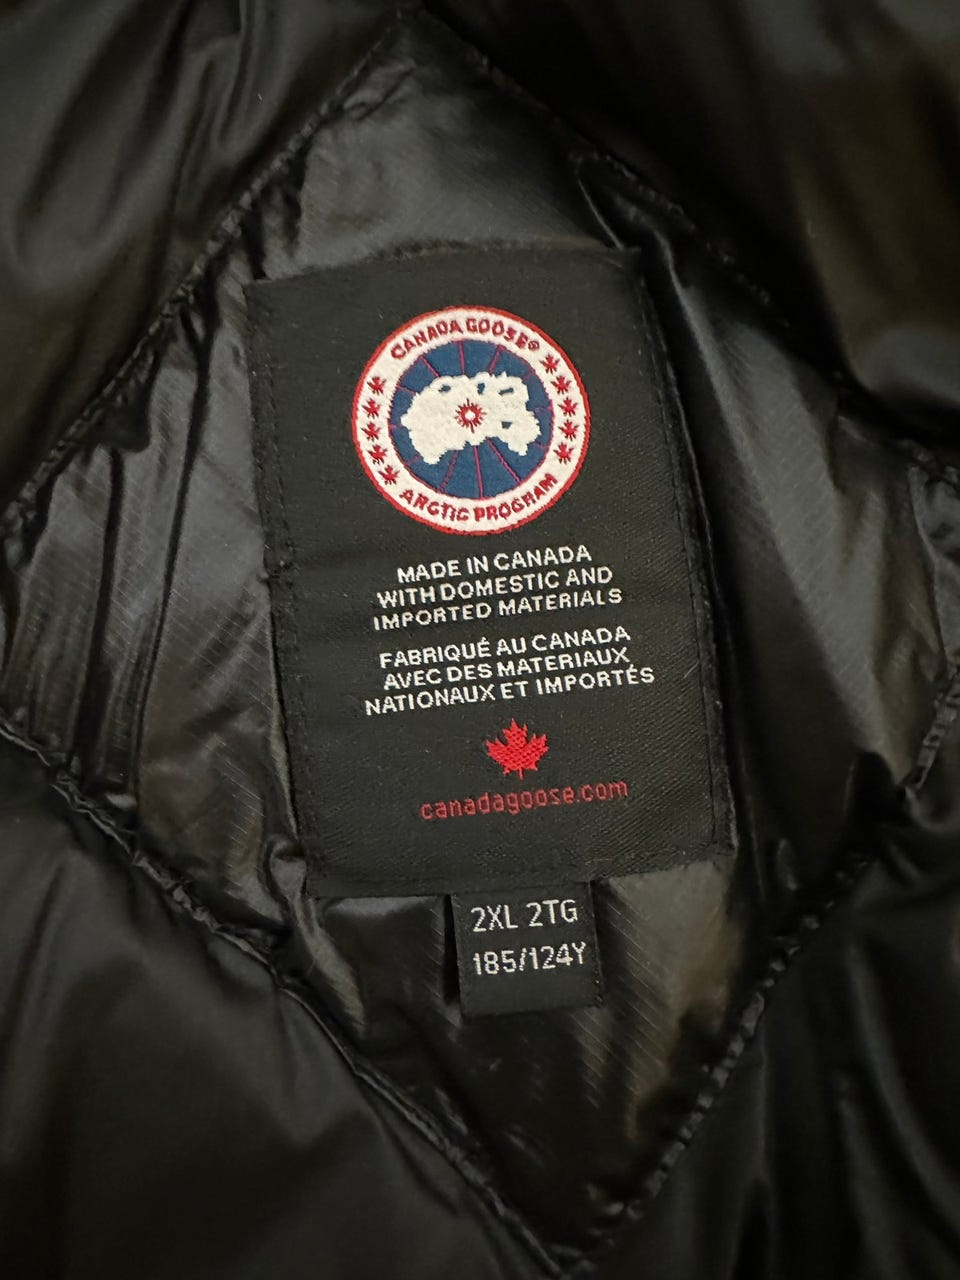 CANADA GOOSE®
ARCTIC PROGRAM
MADE IN CANADA
WITH DOMESTIC AND
IMPORTED MATERIALS
FABRIQUÉ AU CANADA
AVEC DES MATERIAUX
NATIONAUX ET IMPORTÉS
canadagoose.com
2XL 2TG
185/124Y